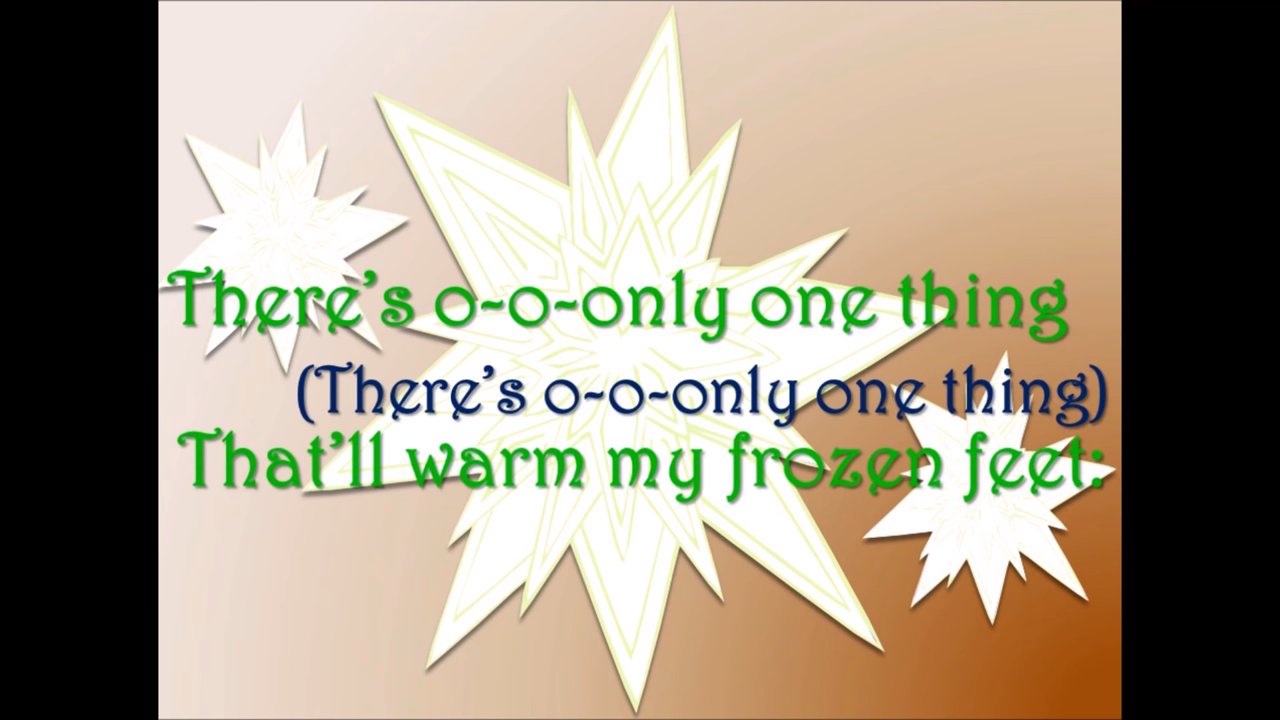 There's o-o-only one thing
(There's o-o-only one thing)
That'll warm my frozen feet: